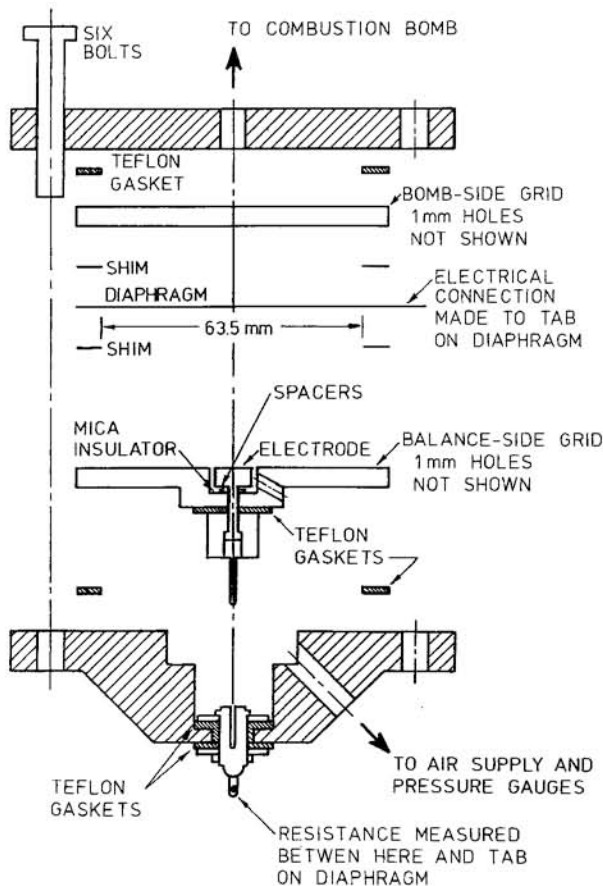 SIX
BOLTS
TO COMBUSTION BOMB
TEFLON
GASKET
BOMB-SIDE GRID
1mm HOLES
NOT SHOWN
SHIM
DIAPHRAGM
ELECTRICAL
CONNECTION
MADE TO TAB
ON DIAPHRAGM
63.5 mm
SHIM
SPACERS
MICA
INSULATOR
ELECTRODE
BALANCE-SIDE GRID
1mm HOLES
NOT SHOWN
TEFLON
GASKETS
TO AIR SUPPLY AND
PRESSURE GAUGES
TEFLON
GASKETS
RESISTANCE MEASURED
BETWEN HERE AND TAB
ON DIAPHRAGM